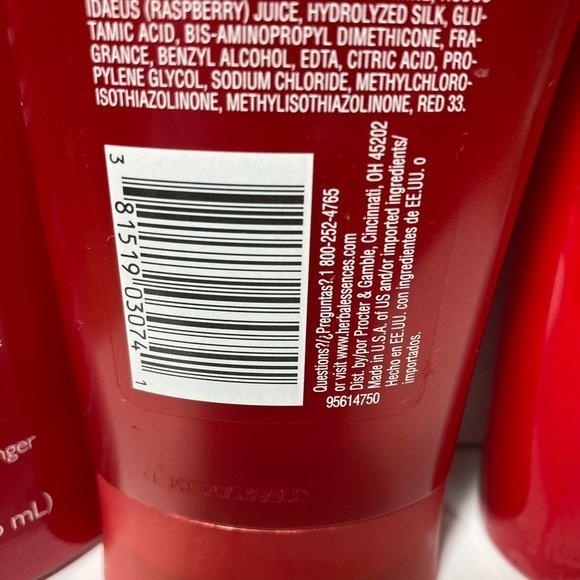 IDAEUS (RASPBERRY) JUICE, HYDROLYZED SILK, GLU-
TAMIC ACID, BIS-AMINOPROPYL DIMETHICONE, FRA-
GRANCE, BENZYL ALCOHOL, EDTA, CITRIC ACID, PRO-
PYLENE GLYCOL, SODIUM CHLORIDE, METHYLCHLORO-
ISOTHIAZOLINONE, METHYLISOTHIAZOLINONE, RED 33.
3 81519 03074 1
Questions?/¿Preguntas? 1 800-252-4765
or visit www.herbalessences.com
Dist. by/por Procter & Gamble, Cincinnati, OH 45202
Made in U.S.A. of US and/or imported ingredients/
Hecho en EE.UU. con ingredientes de EE.UU. o
importados.
95614750
mL)